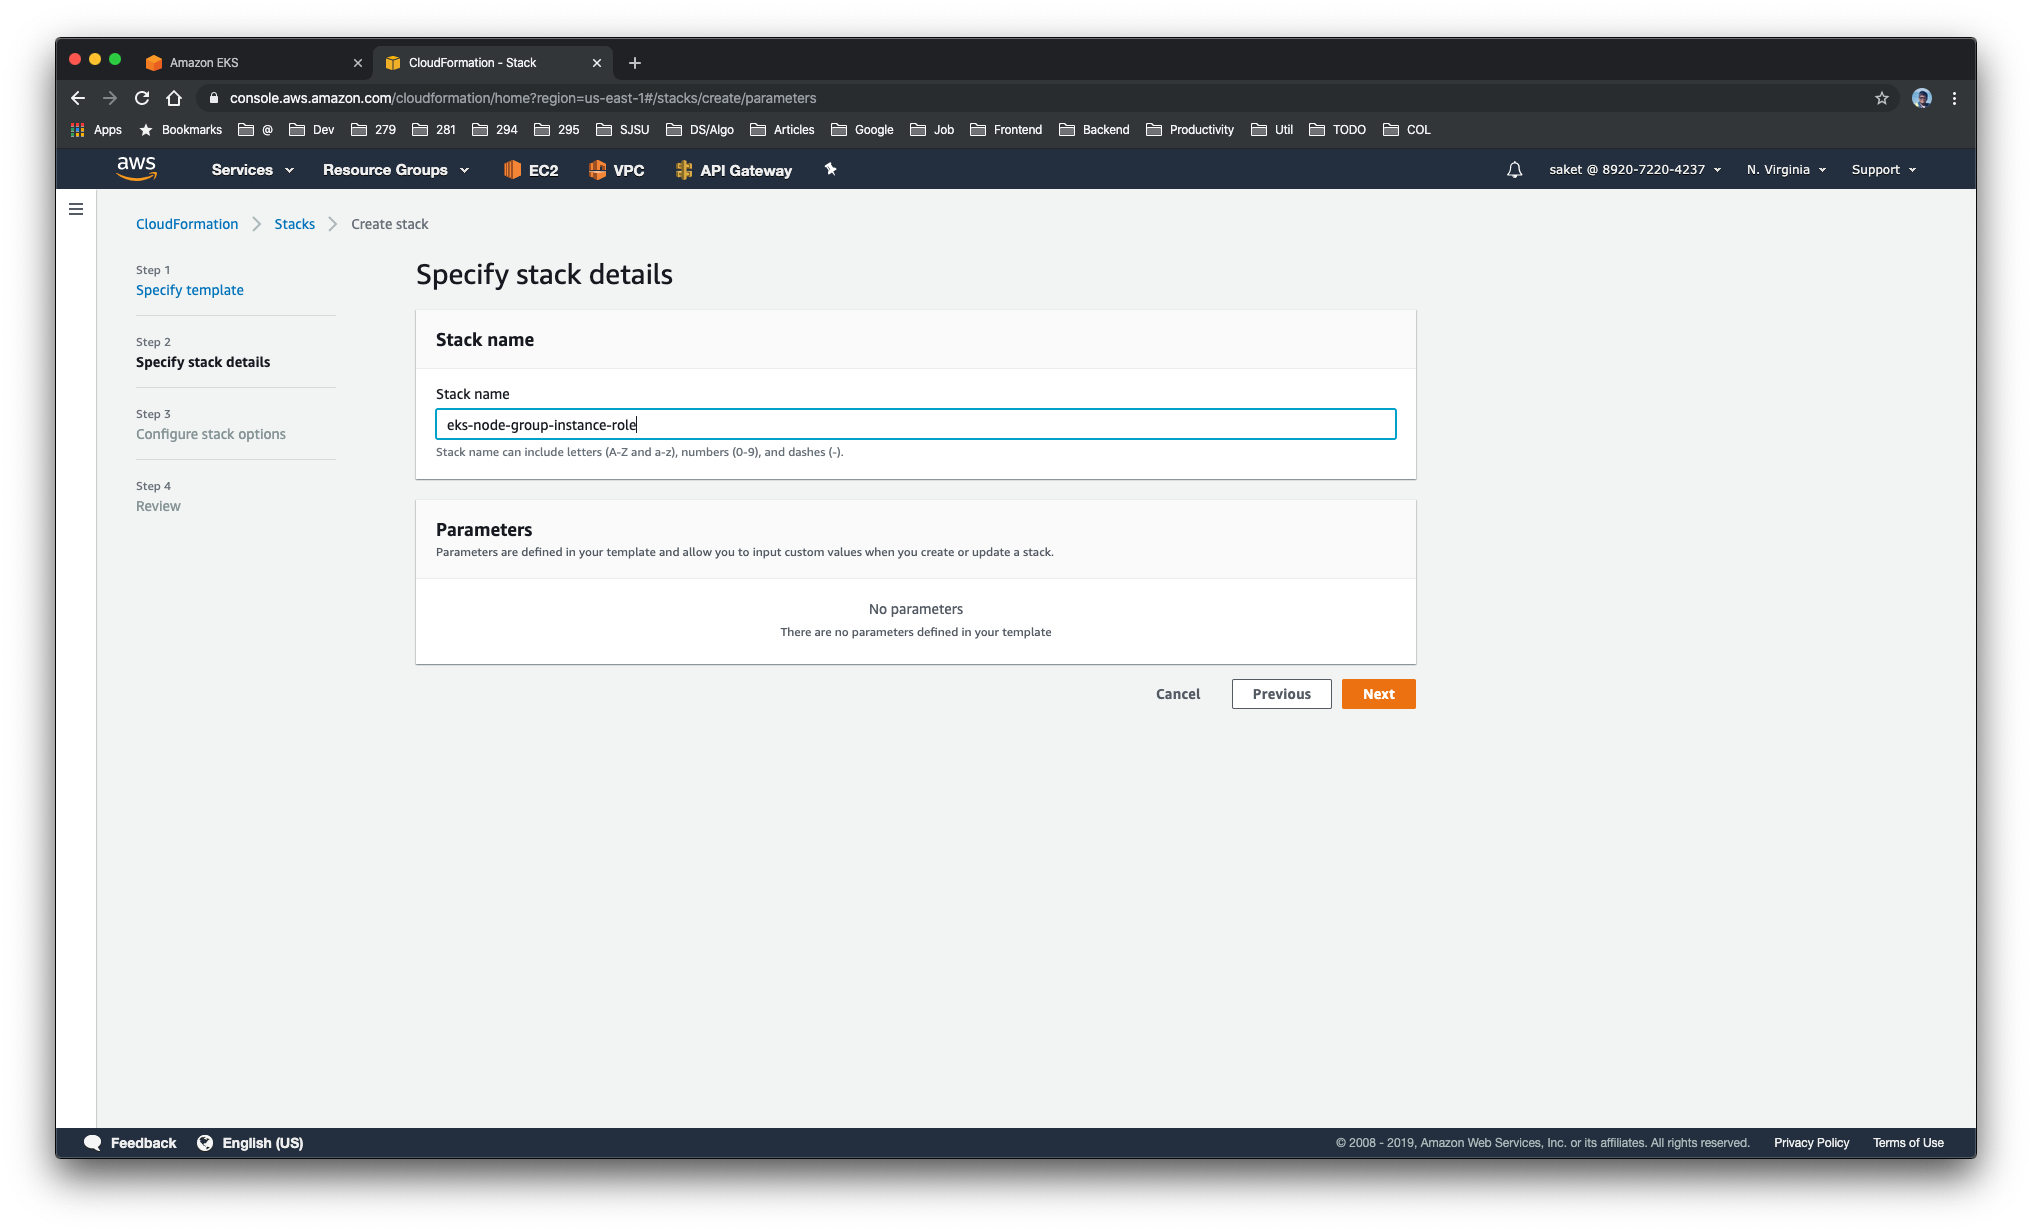 Amazon EKS
CloudFormation - Stack
console.aws.amazon.com/cloudformation/home?region=us-east-1#/stacks/create/parameters
Apps Bookmarks @ Dev 279 281 294 295 SJSU DS/Algo Articles Google Job Frontend Backend Productivity Util TODO COL
aws Services Resource Groups EC2 VPC API Gateway saket @ 8920-7220-4237 N. Virginia Support
CloudFormation Stacks Create stack
Step 1
Specify template
Step 2
Specify stack details
Step 3
Configure stack options
Step 4
Review
Specify stack details
Stack name
Stack name
eks-node-group-instance-role
Stack name can include letters (A-Z and a-z), numbers (0-9), and dashes (-).
Parameters
Parameters are defined in your template and allow you to input custom values when you create or update a stack.
No parameters
There are no parameters defined in your template
Cancel Previous Next
Feedback English (US) © 2008 - 2019, Amazon Web Services, Inc. or its affiliates. All rights reserved. Privacy Policy Terms of Use